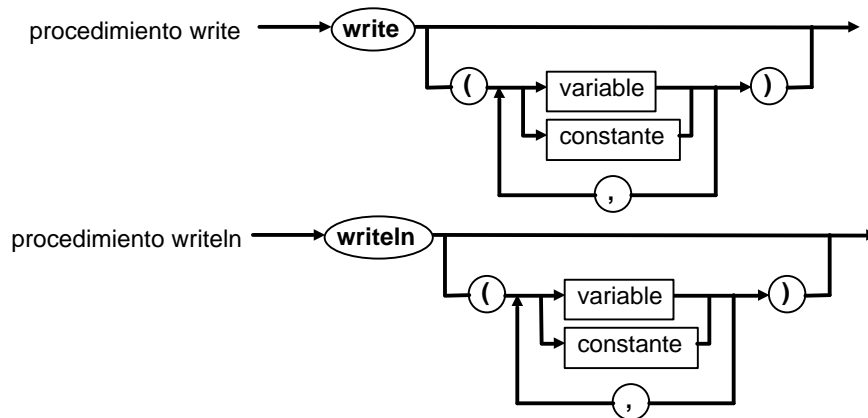 procedimiento write write
( variable )
constante
,
procedimiento writeln writeln
( variable )
constante
,